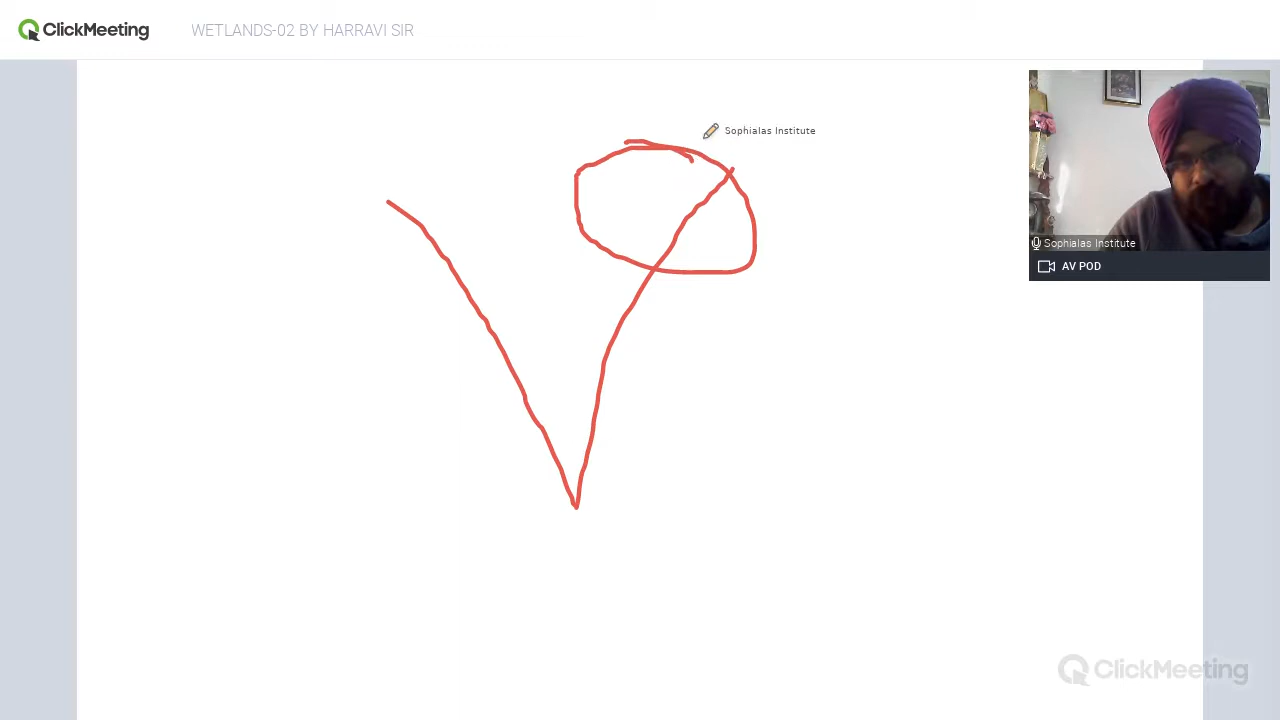 ClickMeeting
WETLANDS-02 BY HARRAVI SIR
Sophialas Institute
Sophialas Institute
AV POD
ClickMeeting